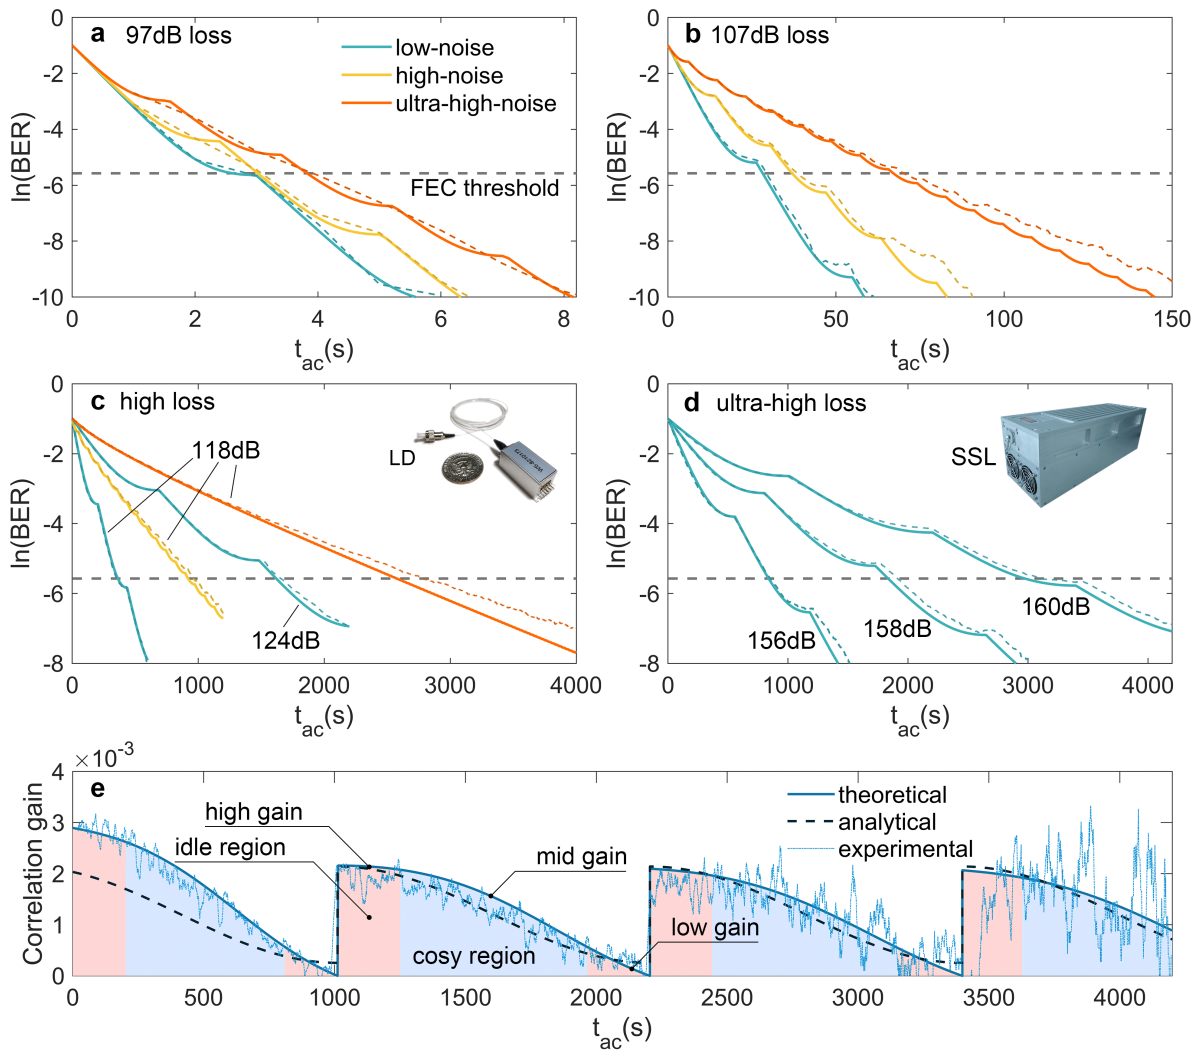 a 97dB loss
low-noise
high-noise
ultra-high-noise
FEC threshold
0
-2
-4
-6
-8
-10
ln(BER)
0 2 4 6 8
t_ac(s)
b 107dB loss
0
-2
-4
-6
-8
-10
ln(BER)
0 50 100 150
t_ac(s)
c high loss
118dB
LD
124dB
0
-2
-4
-6
-8
ln(BER)
0 1000 2000 3000 4000
t_ac(s)
d ultra-high loss
SSL
156dB
158dB
160dB
0
-2
-4
-6
-8
ln(BER)
0 1000 2000 3000 4000
t_ac(s)
×10^-3
e
high gain
idle region
mid gain
low gain
cosy region
theoretical
analytical
experimental
4
3
2
1
0
Correlation gain
0 500 1000 1500 2000 2500 3000 3500 4000
t_ac(s)